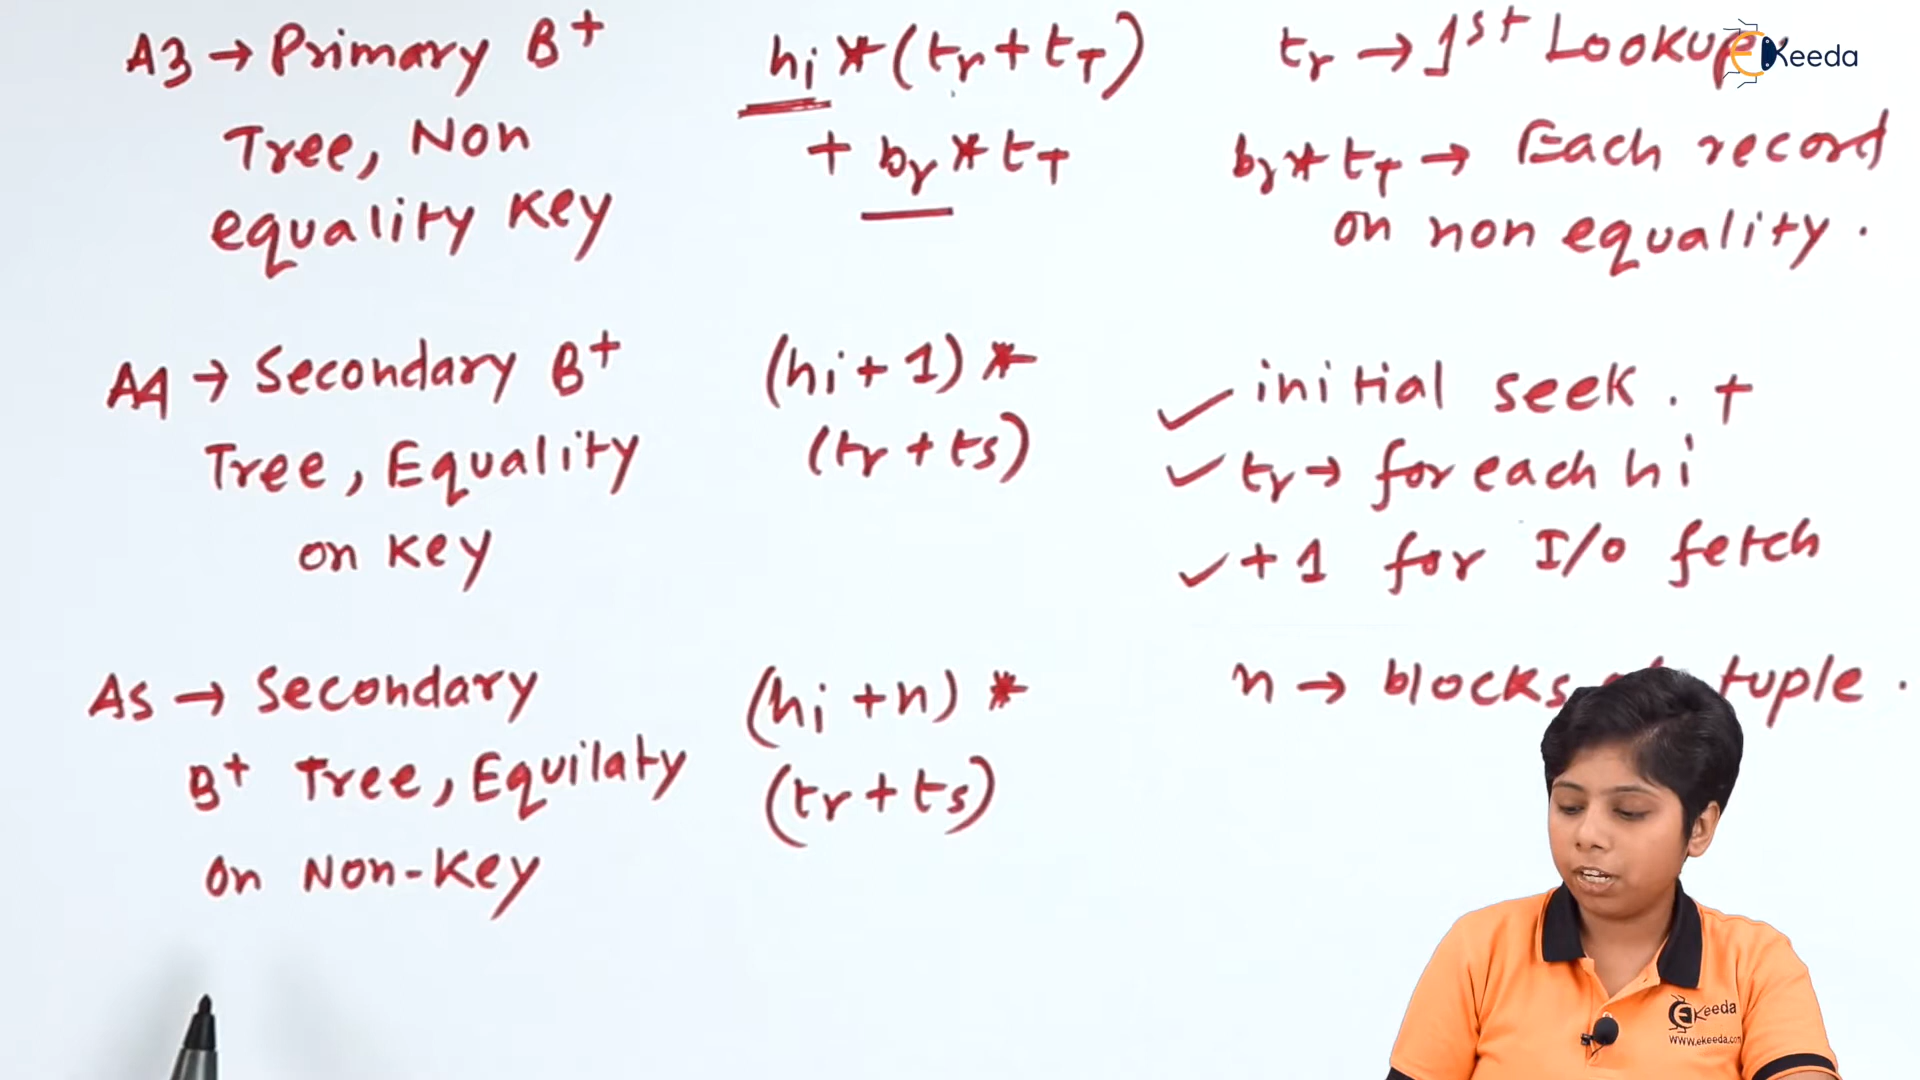 A3 → Primary B+
Tree, Non
equality Key
hi * (tr + tT)
+ br * tT
tr → 1st Lookup
br * tT → Each record
on non equality .
eKeeda
A4 → Secondary B+
Tree, Equality
on Key
(hi + 1) *
(tr + ts)
✓ initial seek . +
✓ tr → for each hi
✓ + 1 for I/O fetch
A5 → Secondary
B+ Tree, Equilaty
on Non-Key
(hi + n) *
(tr + ts)
n → blocks tuple .
eKeeda
www.ekeeda.com